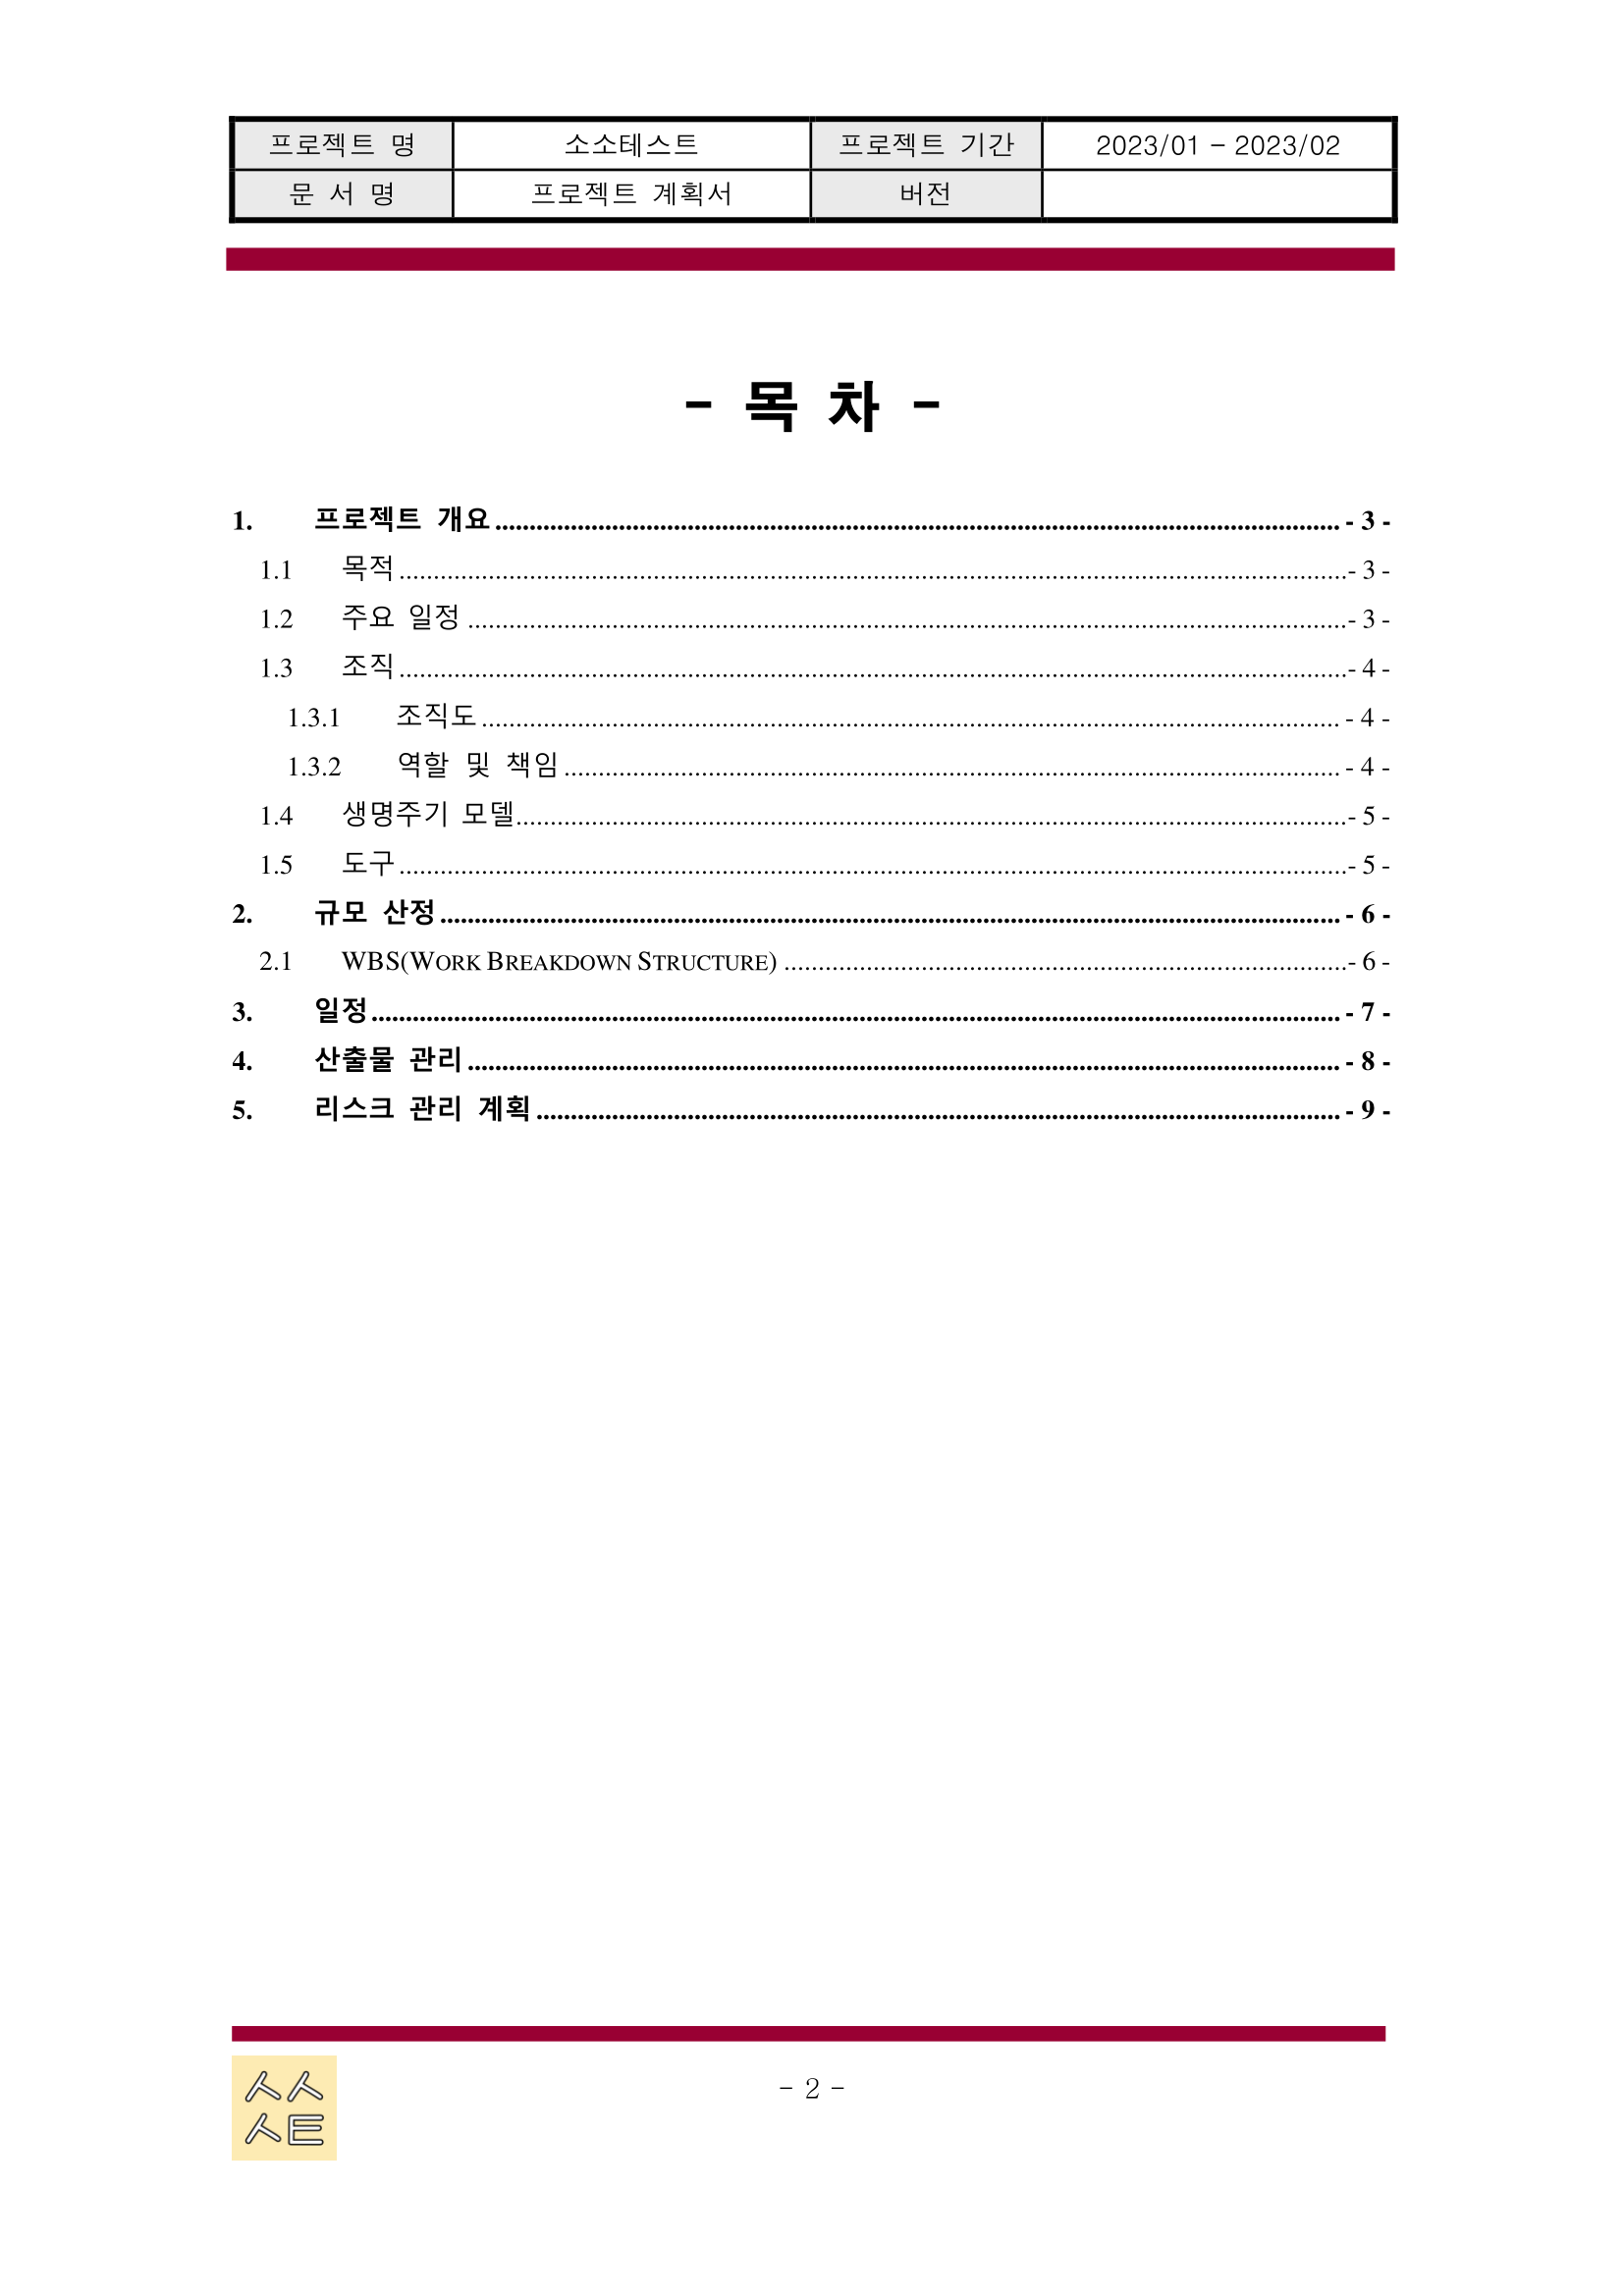 프로젝트 명 소소테스트 프로젝트 기간 2023/01 - 2023/02
문 서 명 프로젝트 계획서 버전
- 목 차 -
1. 프로젝트 개요 - 3 -
1.1 목적 - 3 -
1.2 주요 일정 - 3 -
1.3 조직 - 4 -
1.3.1 조직도 - 4 -
1.3.2 역할 및 책임 - 4 -
1.4 생명주기 모델 - 5 -
1.5 도구 - 5 -
2. 규모 산정 - 6 -
2.1 WBS(WORK BREAKDOWN STRUCTURE) - 6 -
3. 일정 - 7 -
4. 산출물 관리 - 8 -
5. 리스크 관리 계획 - 9 -
- 2 -
ㅅㅅ
ㅅㅌ